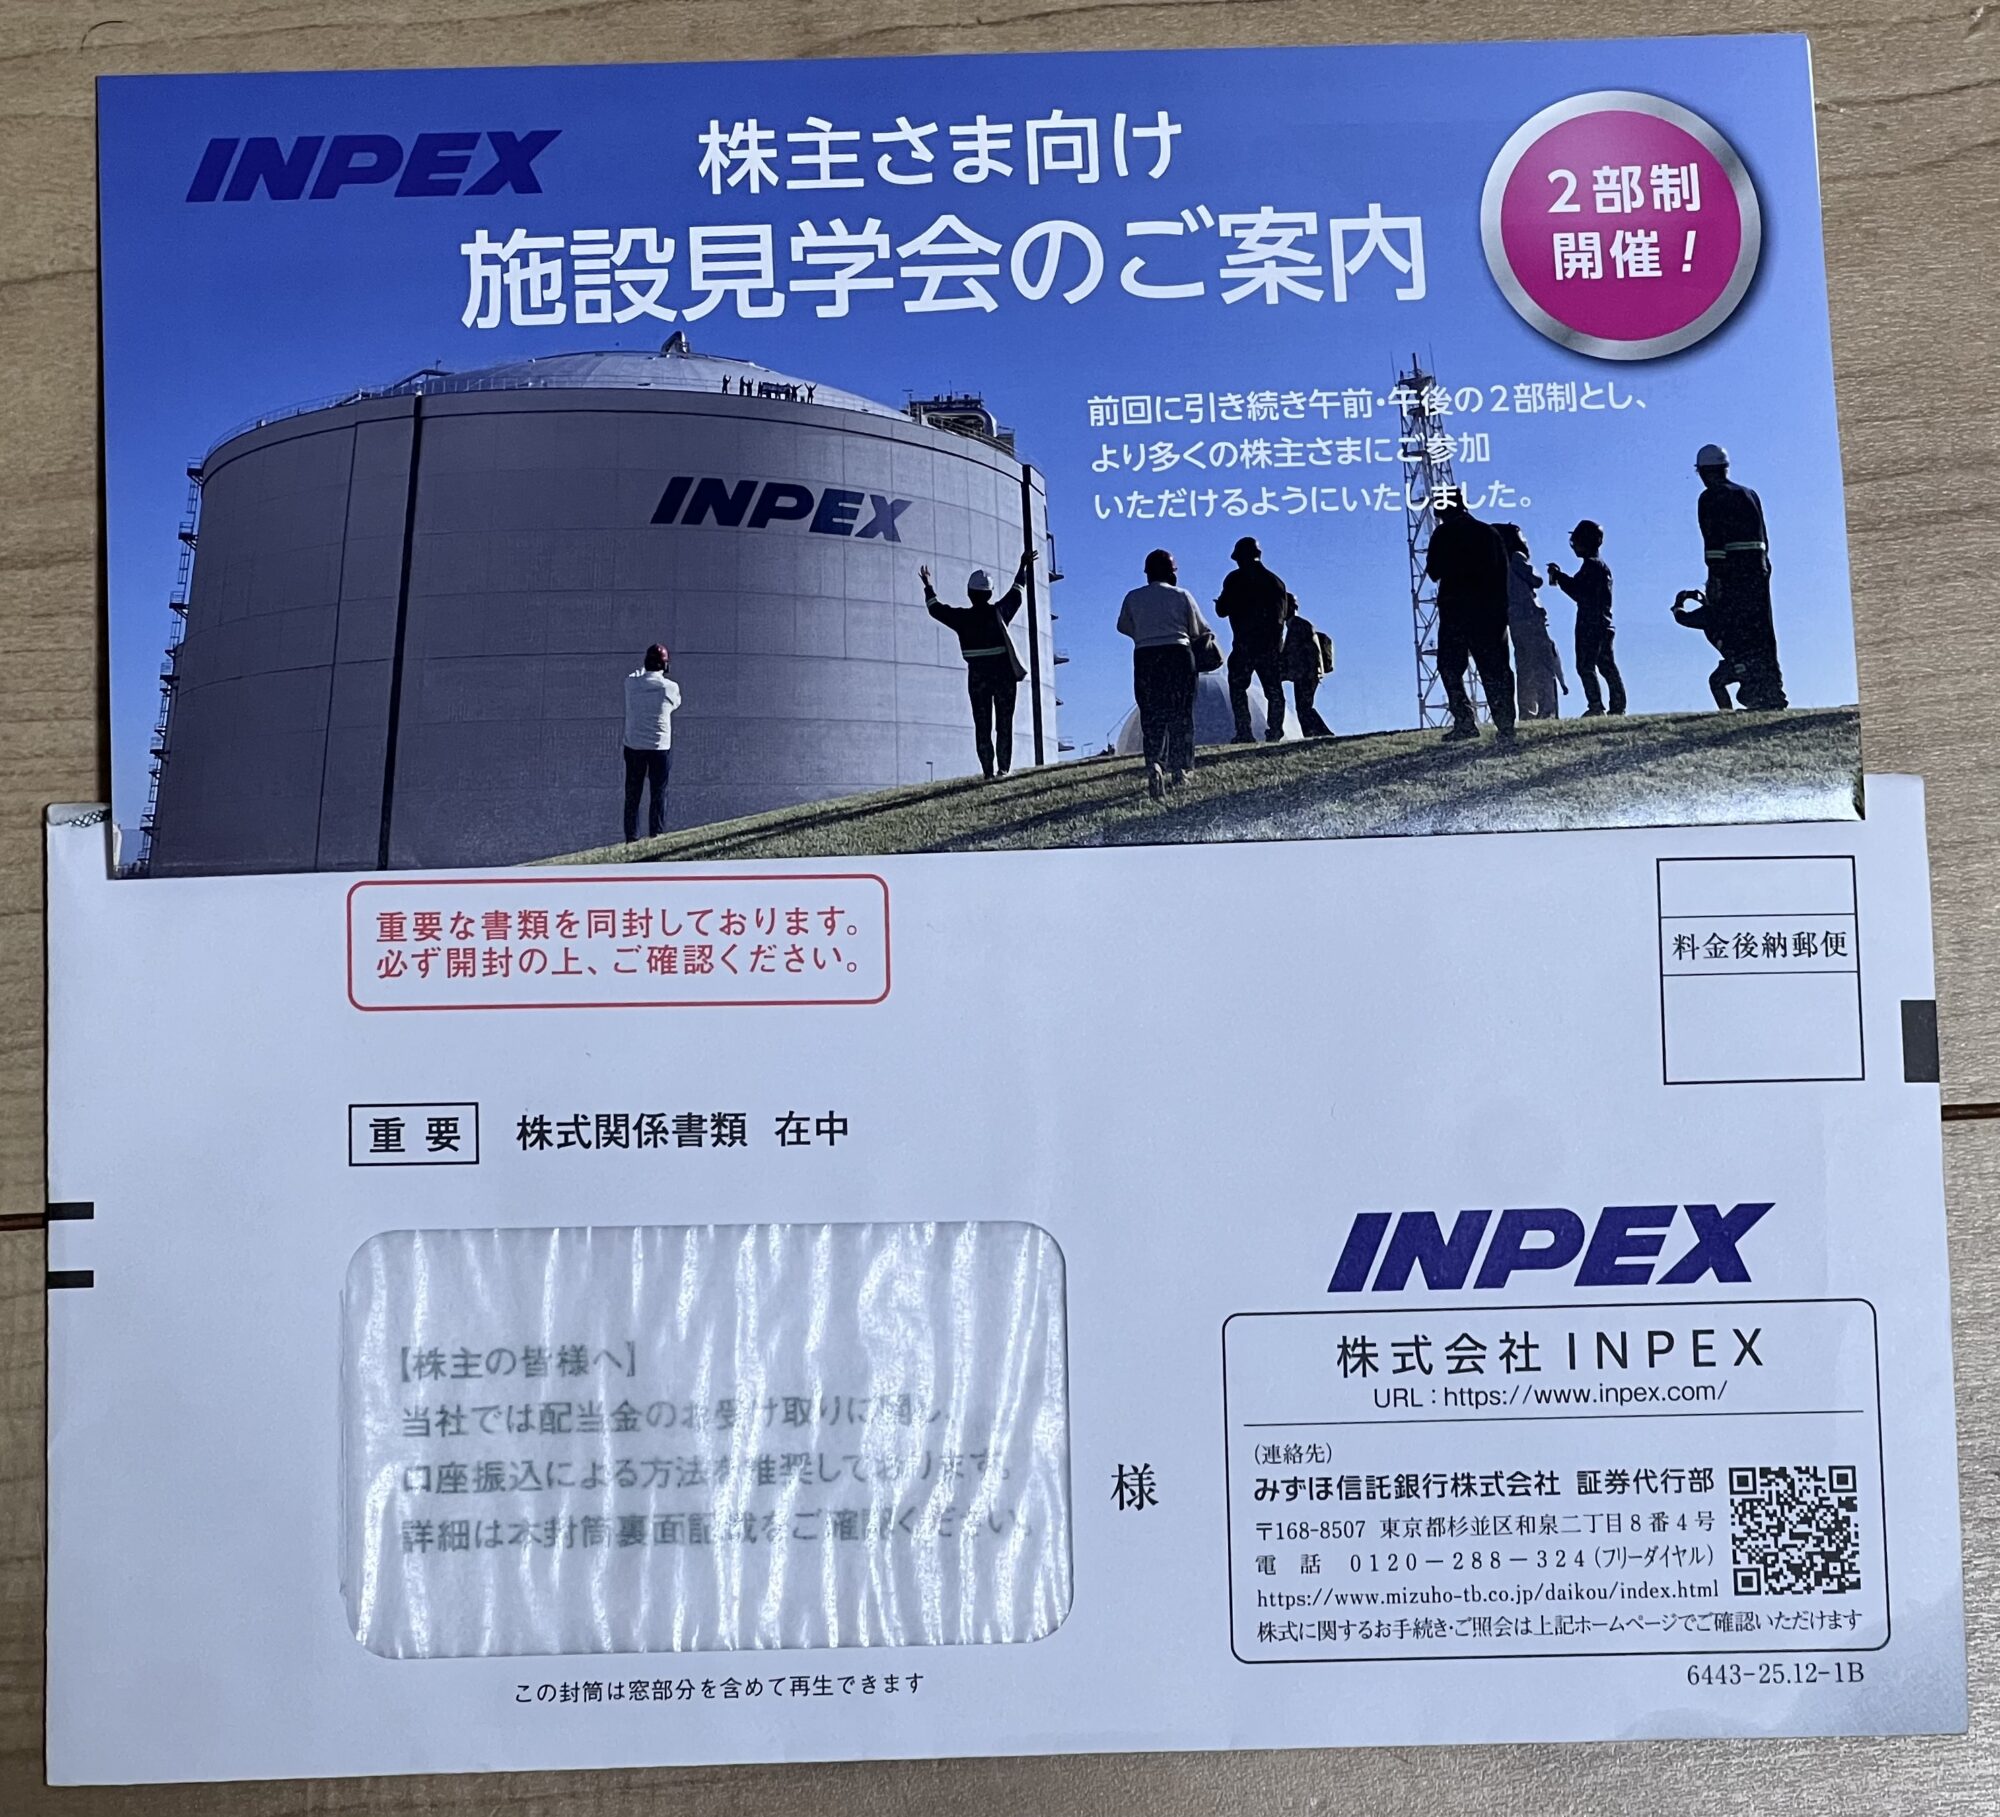 INPEX
株主さま向け
施設見学会のご案内
2部制
開催！
前回に引き続き午前・午後の2部制とし、
より多くの株主さまにご参加
いただけるようにいたしました。
INPEX
重要な書類を同封しております。
必ず開封の上、ご確認ください。
料金後納郵便
重要 株式関係書類 在中
【株主の皆様へ】
当社では配当金のお受け取りに関し、
口座振込による方法を推奨しております。
詳細は本封筒裏面記載をご確認ください。
様
この封筒は窓部分を含めて再生できます
INPEX
株式会社INPEX
URL：https://www.inpex.com/
（連絡先）
みずほ信託銀行株式会社 証券代行部
〒168-8507 東京都杉並区和泉二丁目8番4号
電 話 0120－288－324（フリーダイヤル）
https://www.mizuho-tb.co.jp/daikou/index.html
株式に関するお手続き・ご照会は上記ホームページでご確認いただけます
6443-25.12-1B